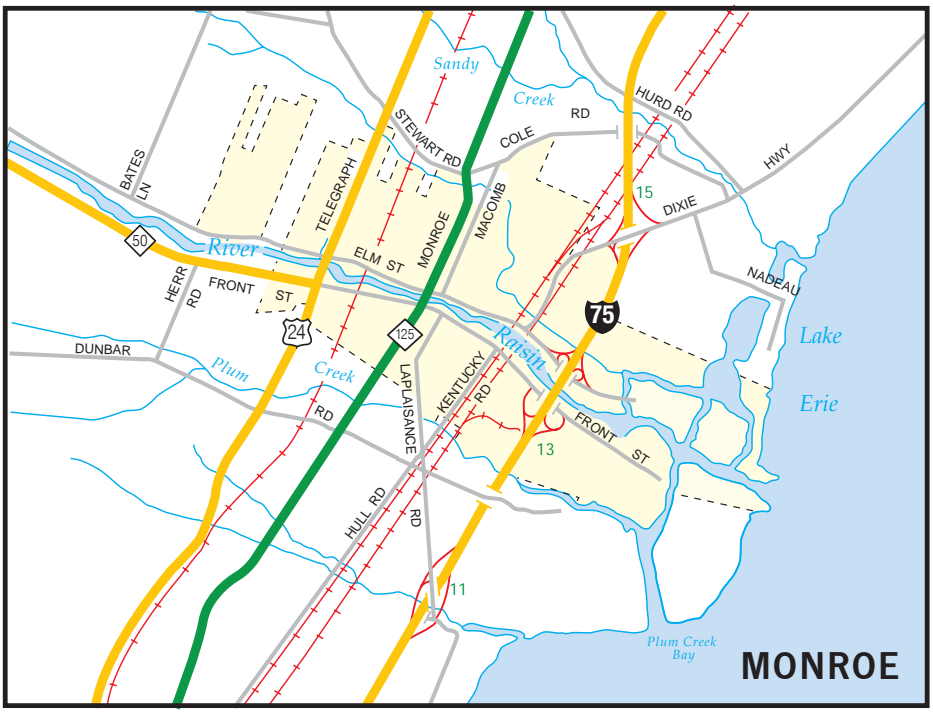 Sandy
Creek
RD
HURD RD
STEWART RD
COLE
HWY
BATES
LN
TELEGRAPH
MACOMB
15
DIXIE
50
River
MONROE
ELM ST
NADEAU
HERR
RD
FRONT
ST
75
24
125
Raisin
Lake
DUNBAR
Plum
Creek
KENTUCKY
RD
LAPLAISANCE
Erie
RD
FRONT
ST
13
HULL RD
RD
11
Plum Creek
Bay
MONROE